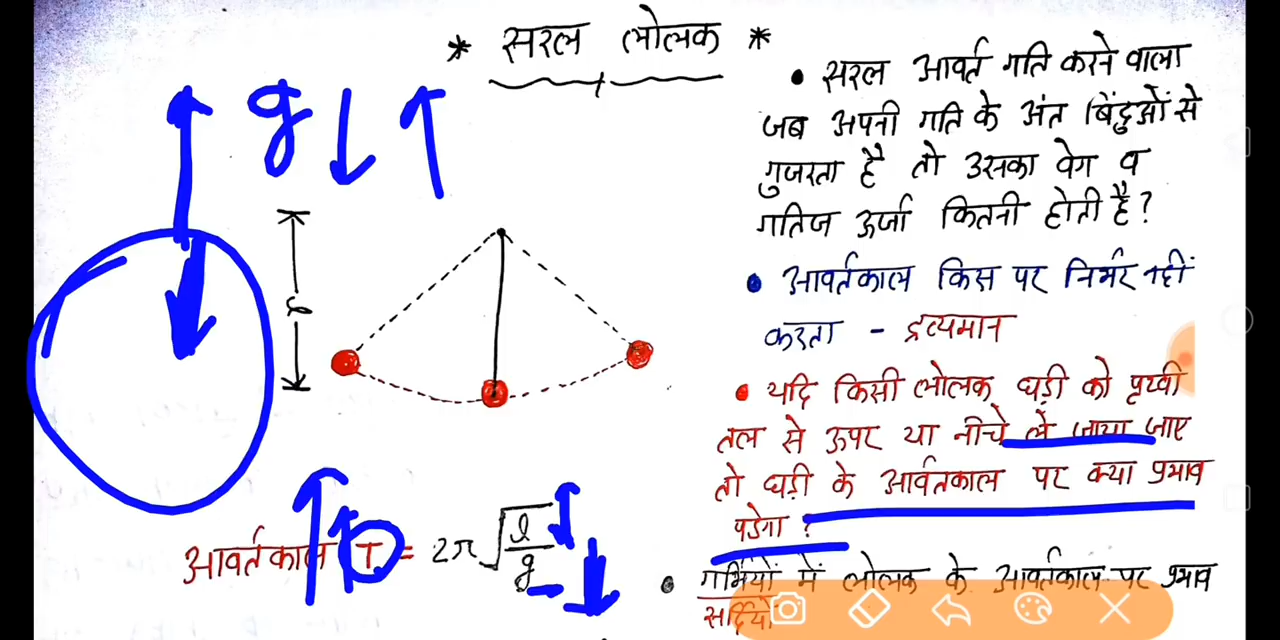 * सरल लोलक *
• सरल आवर्त गति करने वाला
जब अपनी गति के अंत बिंदुओं से
गुजरता है तो उसका वेग व
गतिज ऊर्जा कितनी होती है?
g
l
• आवर्तकाल किस पर निर्भर नहीं
करता - द्रव्यमान
• यदि किसी लोलक घड़ी को पृथ्वी
तल से ऊपर या नीचे ले जाया जाए
तो घड़ी के आर्वतकाल पर क्या प्रभाव
पडेगा ?
आवर्तकाल T = 2π √l/g
• गर्मियों में लोलक के आवर्तकाल पर प्रभाव
सर्दियों